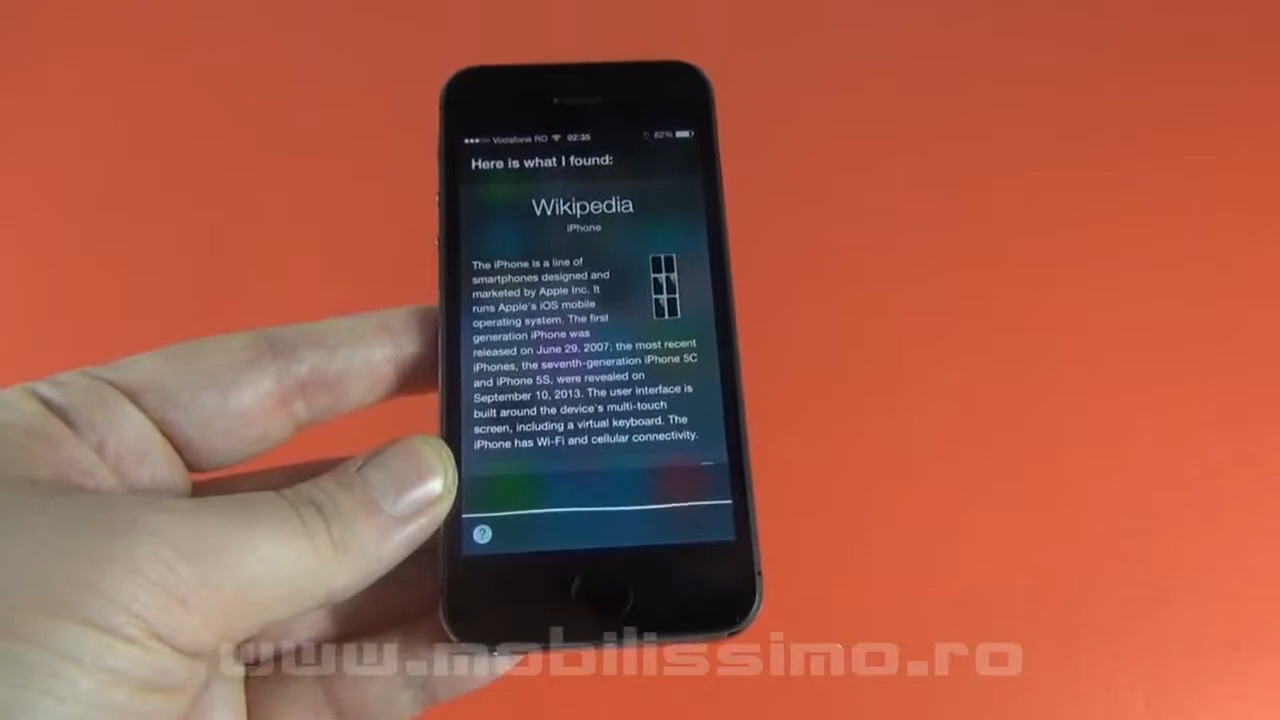 Vodafone RO 02:35 82%
Here is what I found:
Wikipedia
iPhone
The iPhone is a line of
smartphones designed and
marketed by Apple Inc. It
runs Apple's iOS mobile
operating system. The first
generation iPhone was
released on June 29, 2007; the most recent
iPhones, the seventh-generation iPhone 5C
and iPhone 5S, were revealed on
September 10, 2013. The user interface is
built around the device's multi-touch
screen, including a virtual keyboard. The
iPhone has Wi-Fi and cellular connectivity.
?
www.mobilissimo.ro